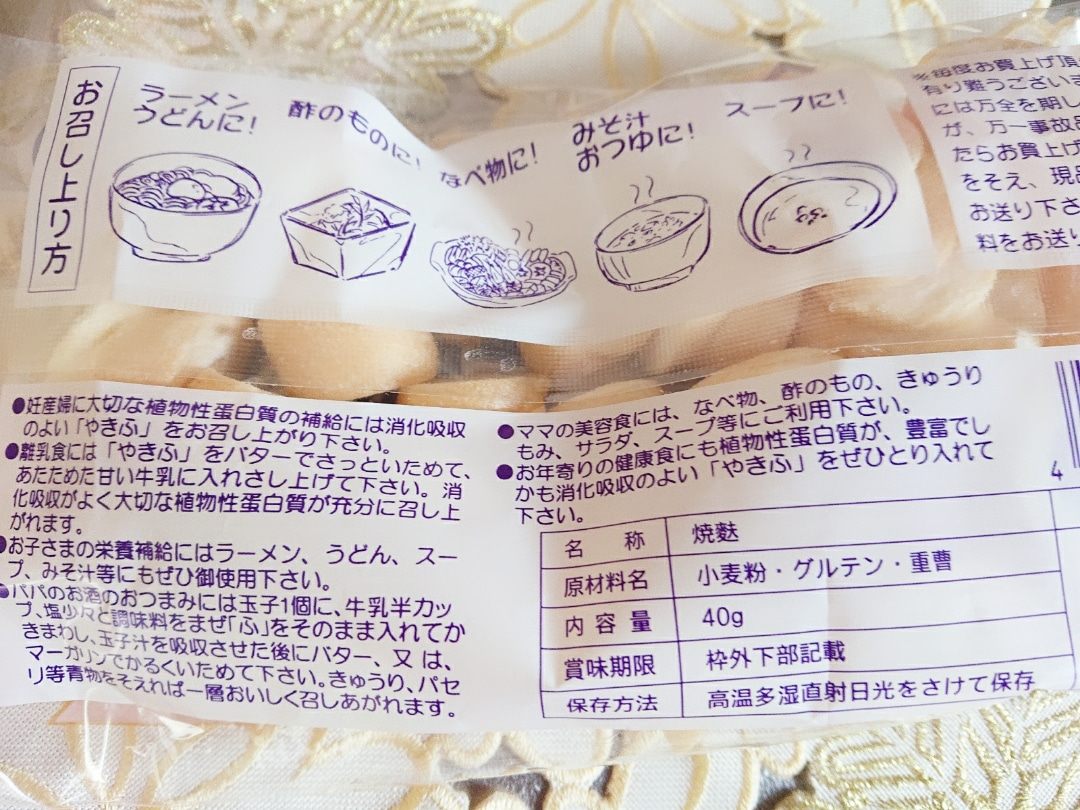 お召し上り方
ラーメン
うどんに!
酢のものに!
なべ物に!
みそ汁
おつゆに!
スープに!
※毎度お買上げ頂
有り難うございま
には万全を期し
が、万一事故品
たらお買上げ
をそえ、現品
お送り下さ
料をお送り
●妊産婦に大切な植物性蛋白質の補給には消化吸収
のよい「やきふ」をお召し上がり下さい。
●離乳食には「やきふ」をバターでさっといためて、
あたためた甘い牛乳に入れさし上げて下さい。消
化吸収がよく大切な植物性蛋白質が充分に召し上
がれます。
●お子さまの栄養補給にはラーメン、うどん、スー
プ、みそ汁等にもぜひ御使用下さい。
●パパのお酒のおつまみには玉子1個に、牛乳半カッ
プ、塩少々と調味料をまぜ「ふ」をそのまま入れてか
きまわし、玉子汁を吸収させた後にバター、又は、
マーガリンでかるくいためて下さい。きゅうり、パセ
リ等青物をそえれば一層おいしく召しあがれます。
●ママの美容食には、なべ物、酢のもの、きゅうり
もみ、サラダ、スープ等にご利用下さい。
●お年寄りの健康食にも植物性蛋白質が、豊富でし
かも消化吸収のよい「やきふ」をぜひとり入れて
下さい。
4
名称 焼麩
原材料名 小麦粉・グルテン・重曹
内容量 40g
賞味期限 枠外下部記載
保存方法 高温多湿直射日光をさけて保存